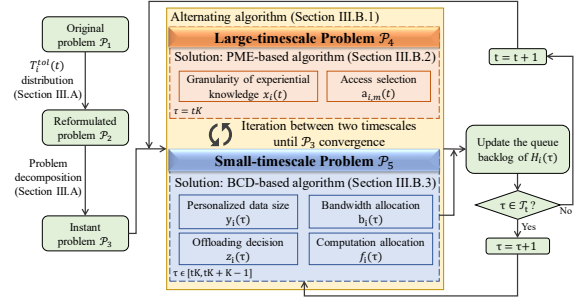 Original
problem 𝒫₁
T_i^{tol}(t)
distribution
(Section III.A)
Reformulated
problem 𝒫₂
Problem
decomposition
(Section III.A)
Instant
problem 𝒫₃
Alternating algorithm (Section III.B.1)
Large-timescale Problem 𝒫₄
Solution: PME-based algorithm (Section III.B.2)
Granularity of experiential
knowledge x_i(t)
Access selection
a_{i,m}(t)
τ = tK
Iteration between two timescales
until 𝒫₃ convergence
Small-timescale Problem 𝒫₅
Solution: BCD-based algorithm (Section III.B.3)
Personalized data size
y_i(τ)
Bandwidth allocation
b_i(τ)
Offloading decision
z_i(τ)
Computation allocation
f_i(τ)
τ ∈ [tK, tK + K − 1]
t = t + 1
Update the queue
backlog of H_i(τ)
τ ∈ 𝒯_t ?
No
Yes
τ = τ+1